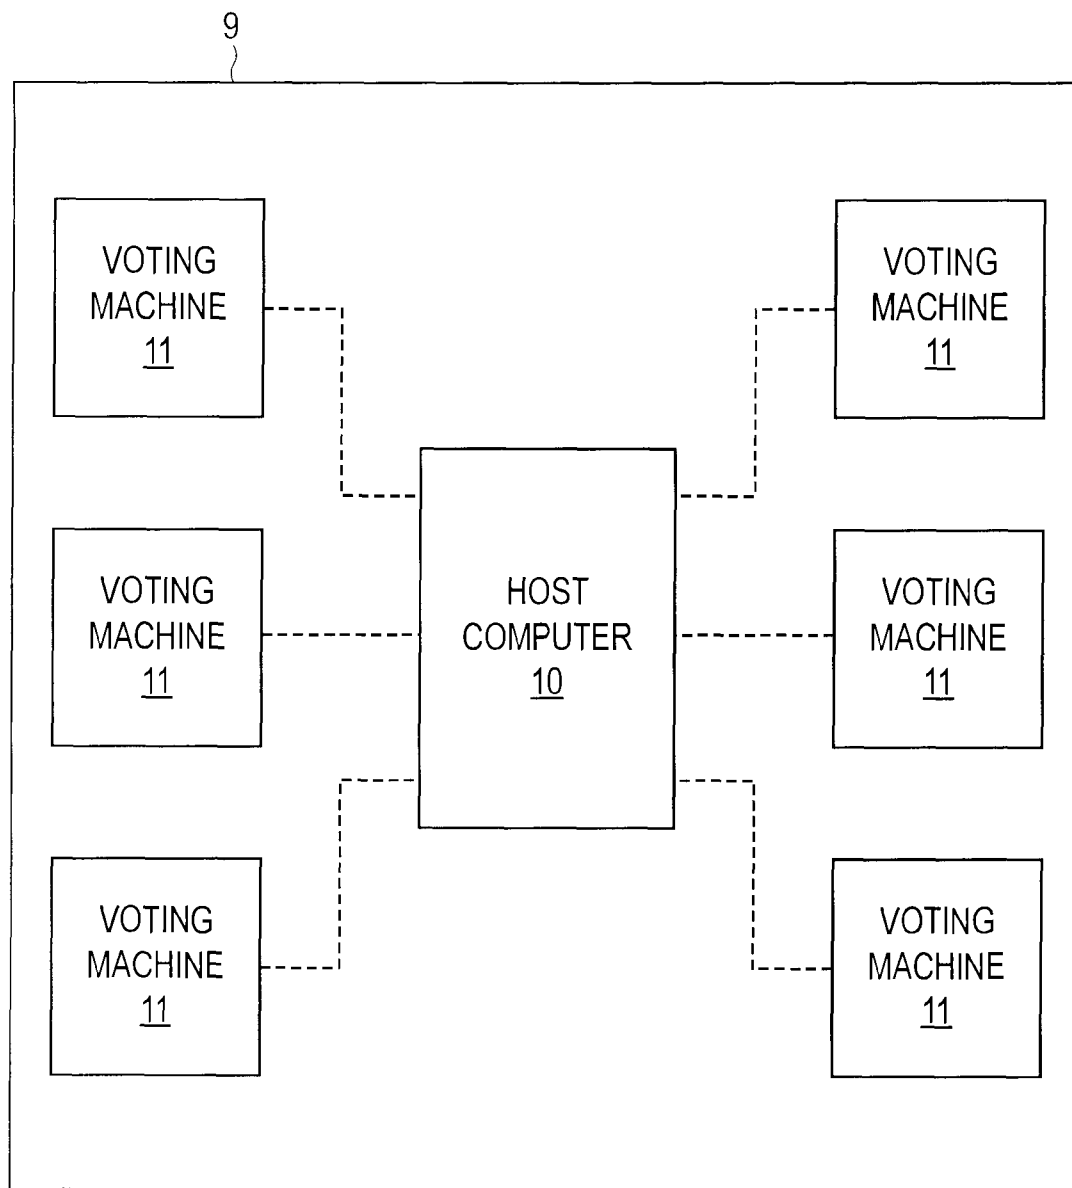 9
VOTING
MACHINE
11
VOTING
MACHINE
11
HOST
COMPUTER
10
VOTING
MACHINE
11
VOTING
MACHINE
11
VOTING
MACHINE
11
VOTING
MACHINE
11